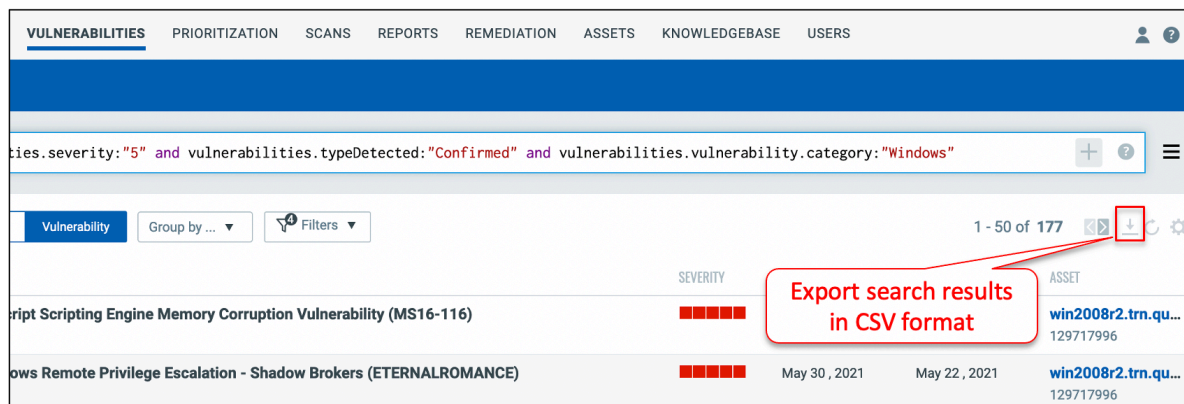 VULNERABILITIES PRIORITIZATION SCANS REPORTS REMEDIATION ASSETS KNOWLEDGEBASE USERS
?
ties.severity:"5" and vulnerabilities.typeDetected:"Confirmed" and vulnerabilities.vulnerability.category:"Windows"
+ ?
Vulnerability Group by ... 4 Filters 1 - 50 of 177
SEVERITY ASSET
Export search results
in CSV format
cript Scripting Engine Memory Corruption Vulnerability (MS16-116) win2008r2.trn.qu...
129717996
ows Remote Privilege Escalation - Shadow Brokers (ETERNALROMANCE) May 30 , 2021 May 22 , 2021 win2008r2.trn.qu...
129717996